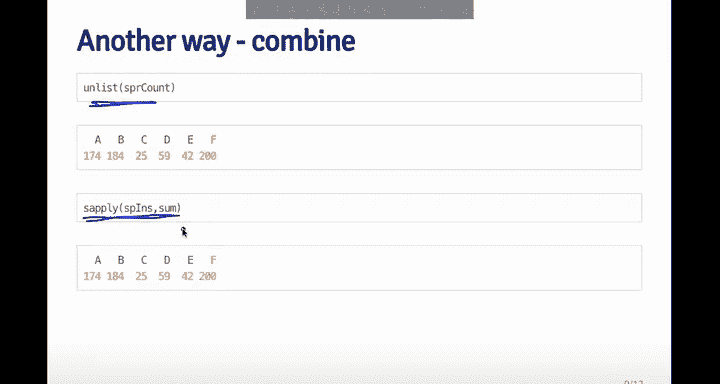 Another way - combine
unlist(sprCount)
A B C D E F
174 184 25 59 42 200
sapply(spIns,sum)
A B C D E F
174 184 25 59 42 200